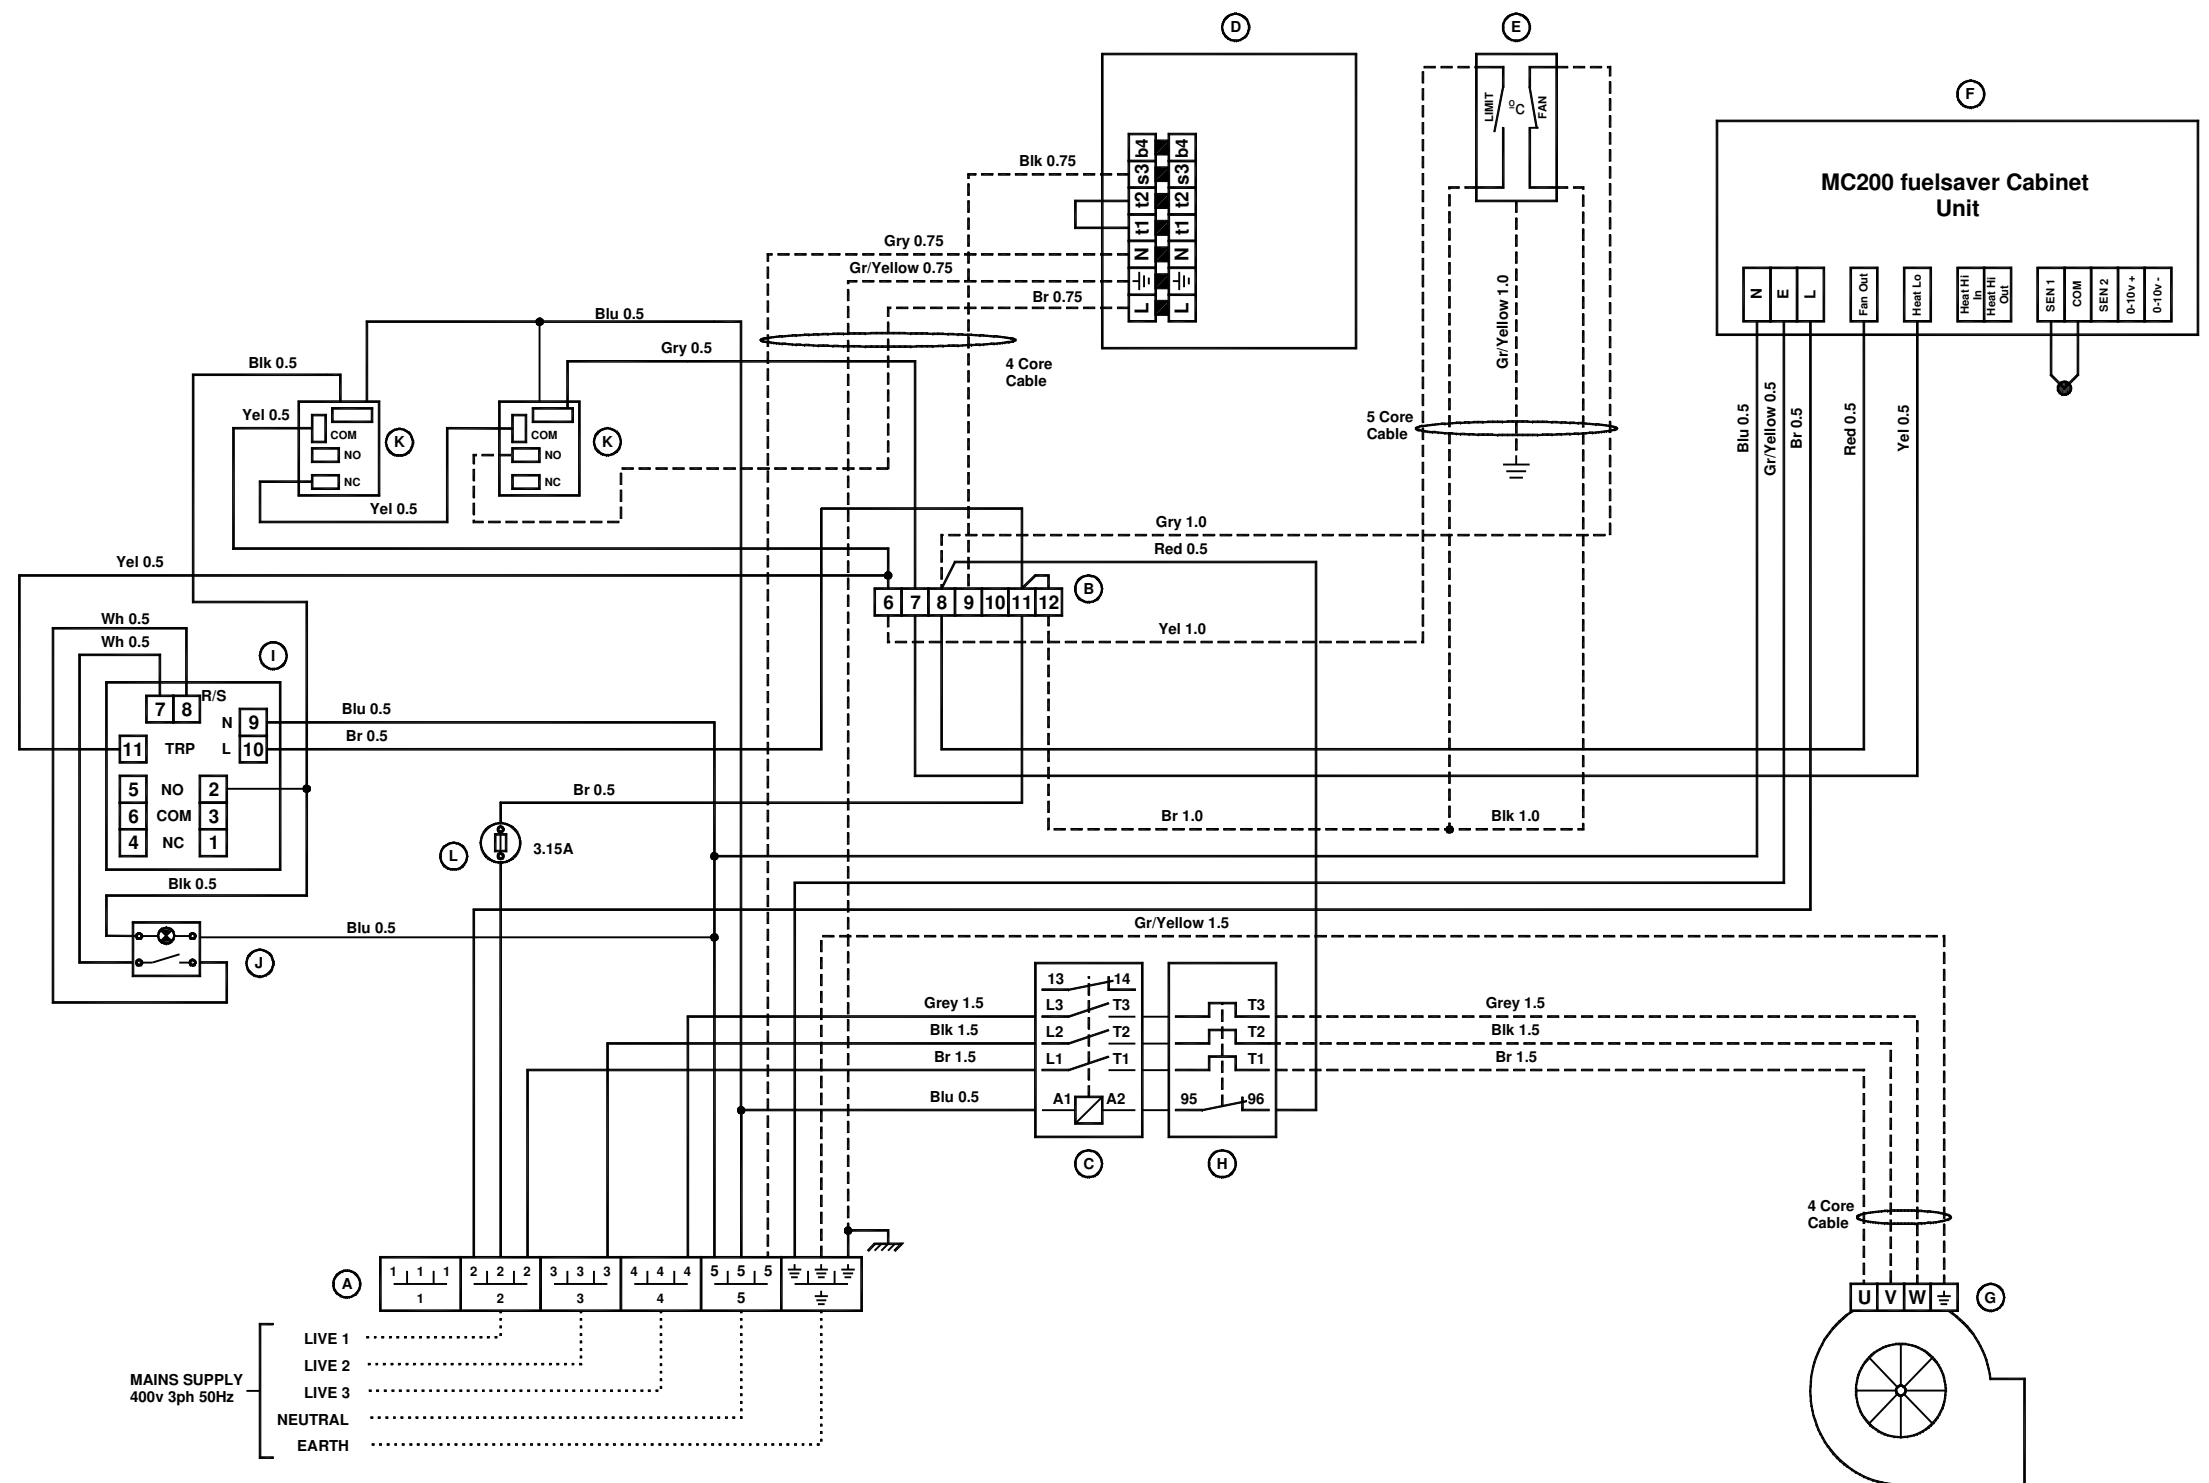 D
E
F
MC200 fuelsaver Cabinet
Unit
N
E
L
Fan Out
Heat Lo
Heat Hi
In
Heat Hi
Out
SEN 1
COM
SEN 2
0-10v +
0-10v -
LIMIT
ºC
FAN
b4 b4
s3 s3
t2 t2
t1 t1
N N
L L
Blk 0.75
Gry 0.75
Gr/Yellow 0.75
Br 0.75
4 Core
Cable
Blu 0.5
Gry 0.5
Blk 0.5
Yel 0.5
COM
NO
NC
K
COM
NO
NC
K
Yel 0.5
Gr/Yellow 1.0
5 Core
Cable
Blu 0.5
Gr/Yellow 0.5
Br 0.5
Red 0.5
Yel 0.5
Gry 1.0
Red 0.5
Yel 0.5
B
6 7 8 9 10 11 12
Yel 1.0
Wh 0.5
Wh 0.5
I
R/S
7 8
N 9
11 TRP L 10
5 NO 2
6 COM 3
4 NC 1
Blu 0.5
Br 0.5
Br 0.5
L
3.15A
Br 1.0
Blk 1.0
Blk 0.5
Blu 0.5
J
Gr/Yellow 1.5
Grey 1.5
Blk 1.5
Br 1.5
Blu 0.5
13 14
L3 T3
L2 T2
L1 T1
A1 A2
C
T3
T2
T1
95 96
H
Grey 1.5
Blk 1.5
Br 1.5
4 Core
Cable
U V W
G
A
1 1 1 2 2 2 3 3 3 4 4 4 5 5 5
1 2 3 4 5
MAINS SUPPLY
400v 3ph 50Hz
LIVE 1
LIVE 2
LIVE 3
NEUTRAL
EARTH